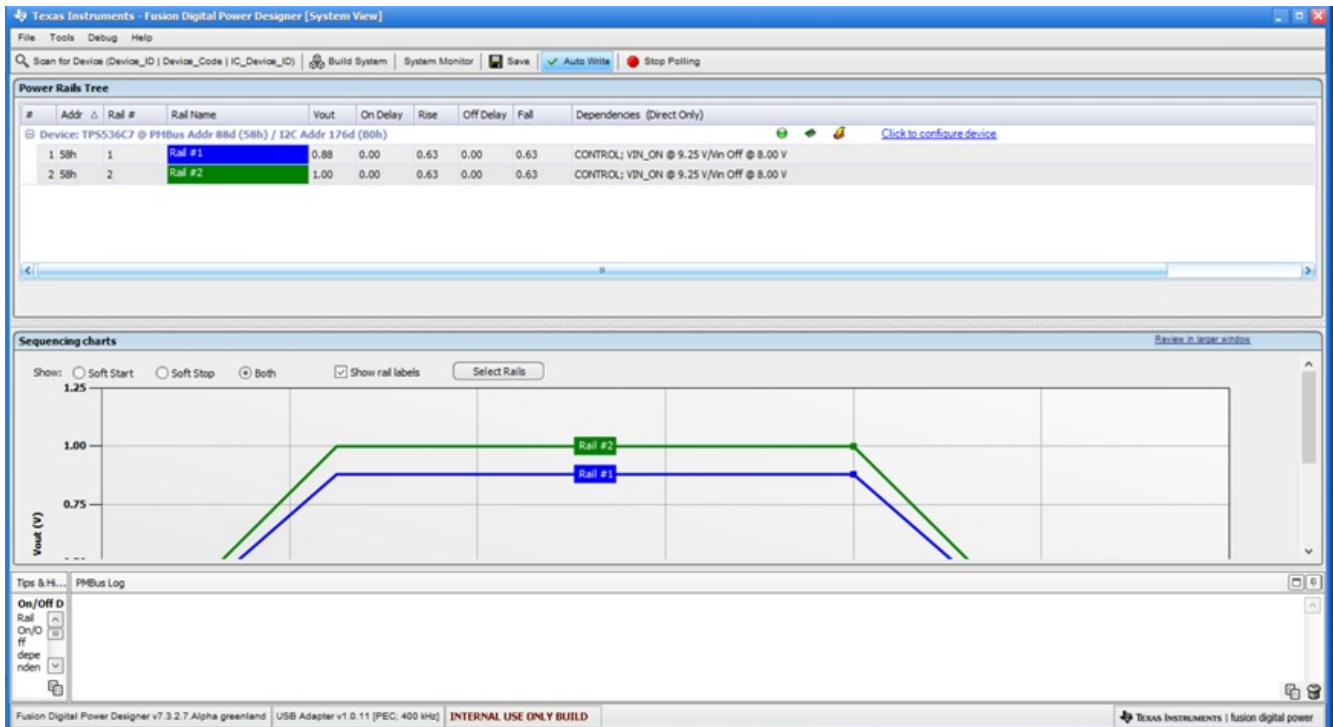 Texas Instruments - Fusion Digital Power Designer [System View]
File Tools Debug Help
Scan for Device (Device_ID | Device_Code | IC_Device_ID) Build System System Monitor Save Auto Write Stop Polling
Power Rails Tree
# Addr Rail # Rail Name Vout On Delay Rise Off Delay Fall Dependencies (Direct Only)
Device: TPS536C7 @ PMBus Addr 88d (58h) / I2C Addr 176d (B0h) Click to configure device
1 58h 1 Rail #1 0.88 0.00 0.63 0.00 0.63 CONTROL; VIN_ON @ 9.25 V/Vin Off @ 8.00 V
2 58h 2 Rail #2 1.00 0.00 0.63 0.00 0.63 CONTROL; VIN_ON @ 9.25 V/Vin Off @ 8.00 V
Sequencing charts Review in larger window
Show: Soft Start Soft Stop Both Show rail labels Select Rails
1.25
1.00
Rail #2
Rail #1
0.75
Vout (V)
Tips & Hi... PMBus Log
On/Off D
Rail
On/O
ff
depe
nden
Fusion Digital Power Designer v7.3.2.7.Alpha greenland USB Adapter v1.0.11 [PEC; 400 kHz] INTERNAL USE ONLY BUILD TEXAS INSTRUMENTS | fusion digital power